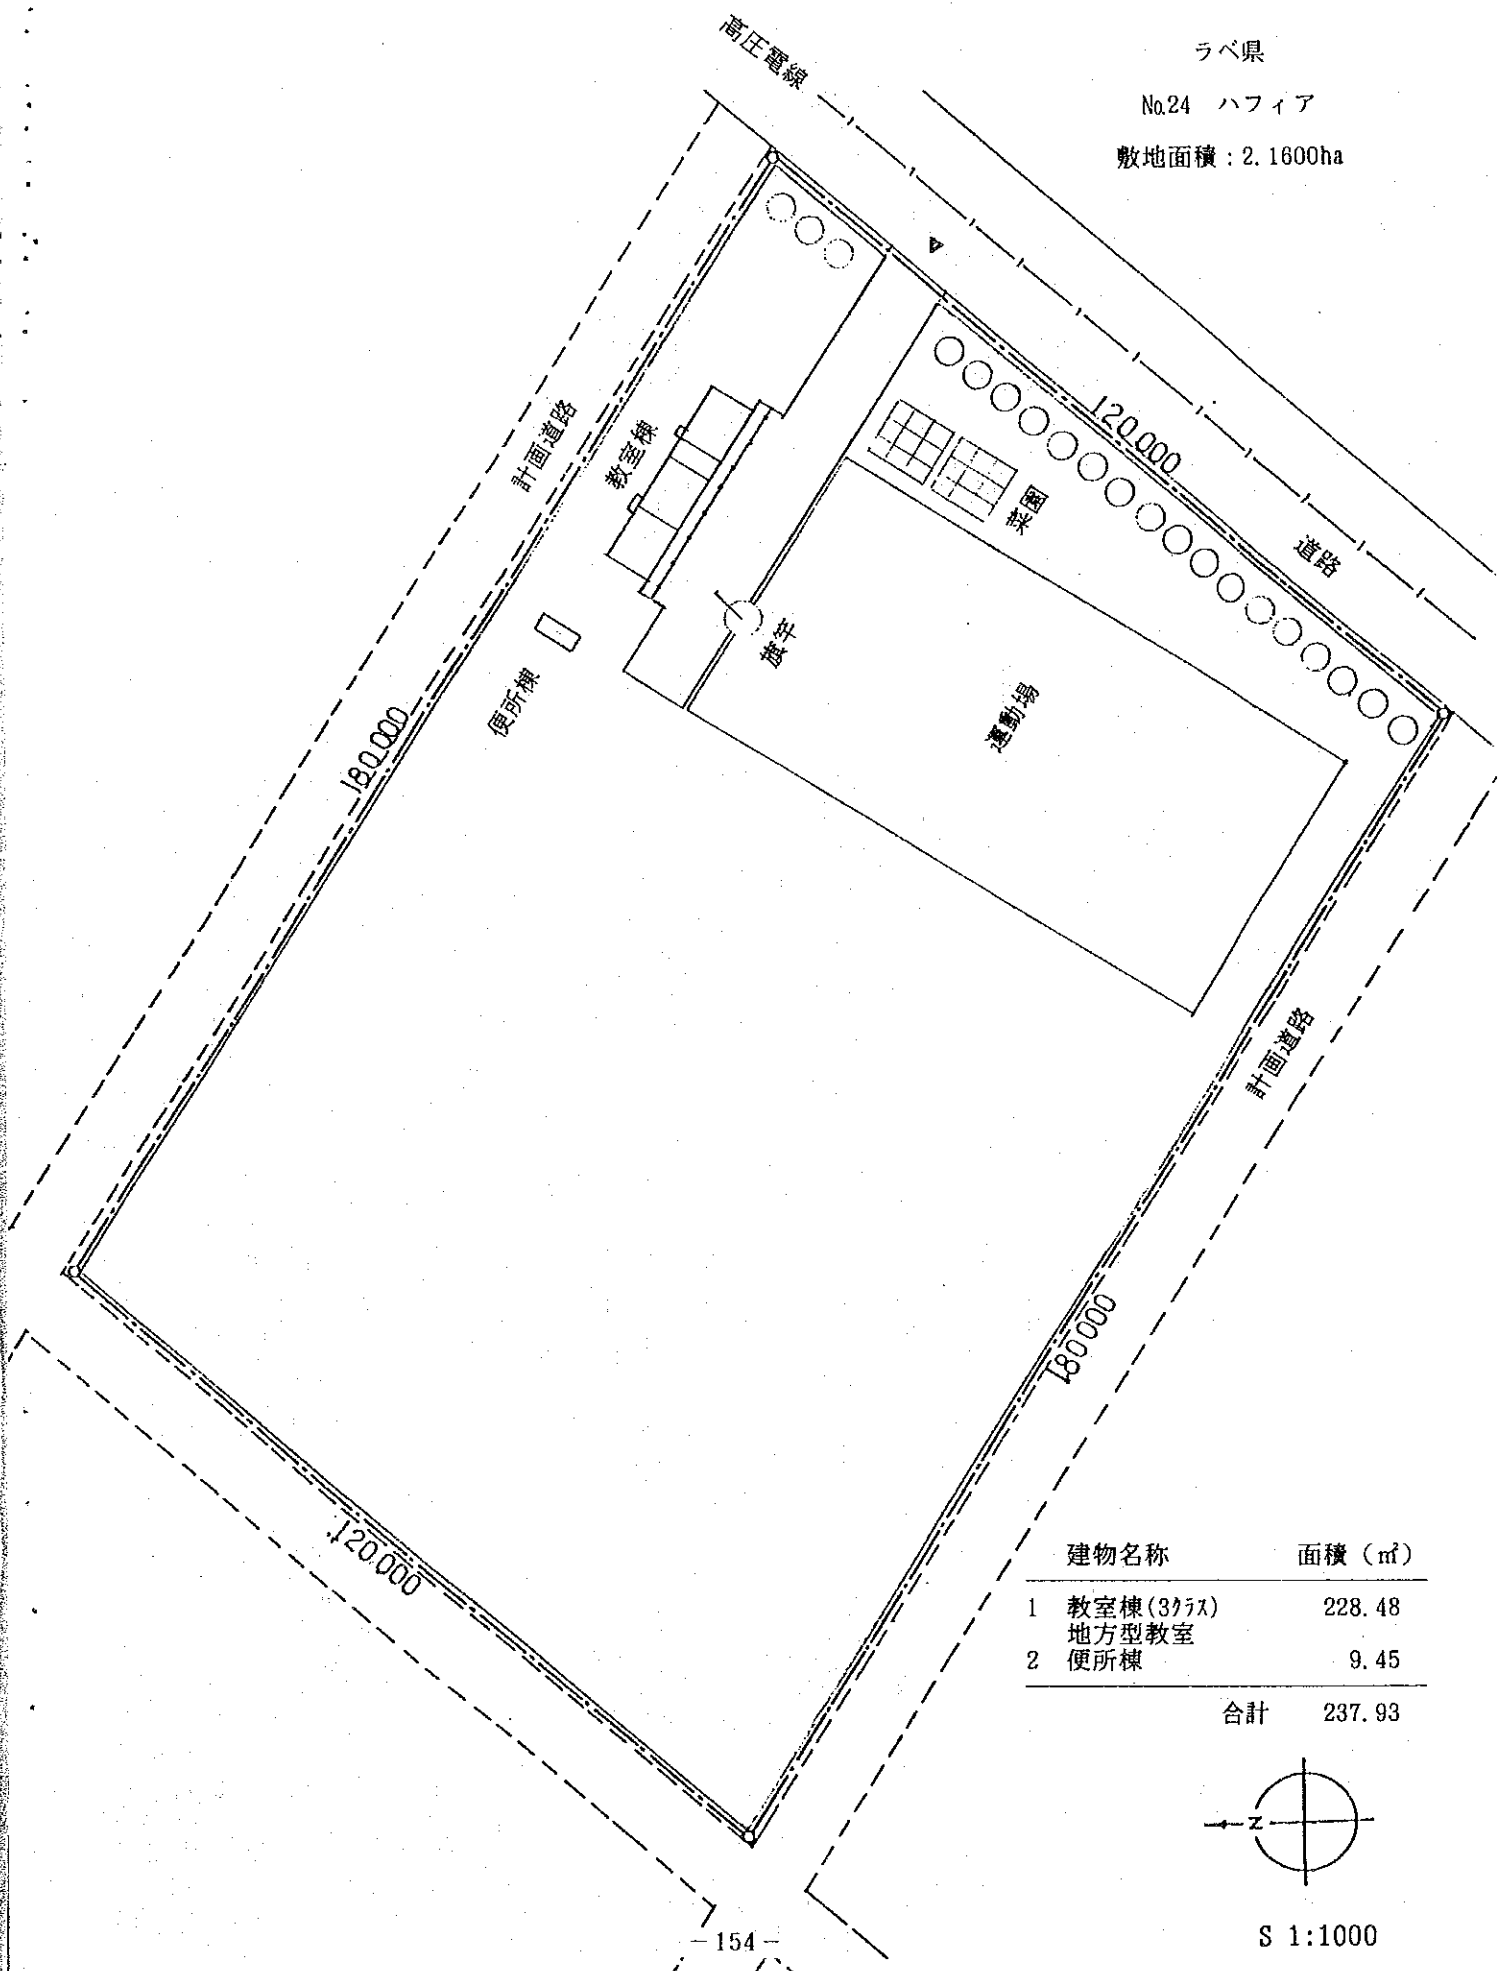 ラベ県
No.24 ハフィア
敷地面積：2.1600ha
高圧電線
計画道路
教室棟
120.000
菜園
道路
旗竿
便所棟
運動場
180.000
計画道路
180.000
120.000
建物名称 面積（㎡）
1 教室棟(3ｸﾗｽ) 228.48
地方型教室
2 便所棟 9.45
合計 237.93
N
S 1:1000
－154－